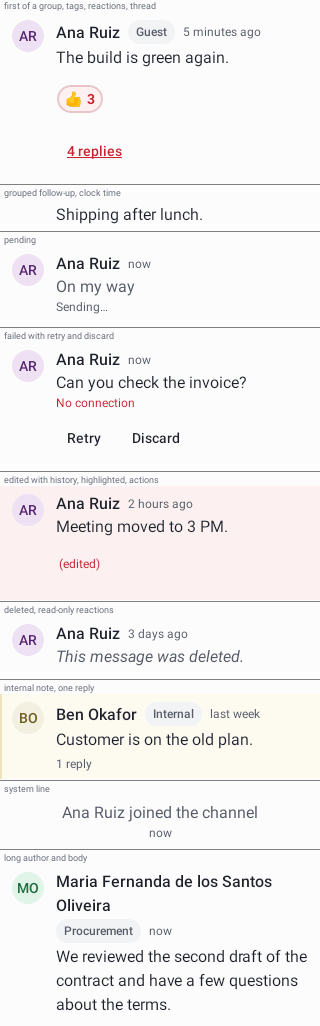 first of a group, tags, reactions, thread
AR
Ana Ruiz Guest 5 minutes ago
The build is green again.
👍 3
4 replies
grouped follow-up, clock time
Shipping after lunch.
pending
AR
Ana Ruiz now
On my way
Sending…
failed with retry and discard
AR
Ana Ruiz now
Can you check the invoice?
No connection
Retry Discard
edited with history, highlighted, actions
AR
Ana Ruiz 2 hours ago
Meeting moved to 3 PM.
(edited)
deleted, read-only reactions
AR
Ana Ruiz 3 days ago
This message was deleted.
internal note, one reply
BO
Ben Okafor Internal last week
Customer is on the old plan.
1 reply
system line
Ana Ruiz joined the channel
now
long author and body
MO
Maria Fernanda de los Santos
Oliveira
Procurement now
We reviewed the second draft of the
contract and have a few questions
about the terms.